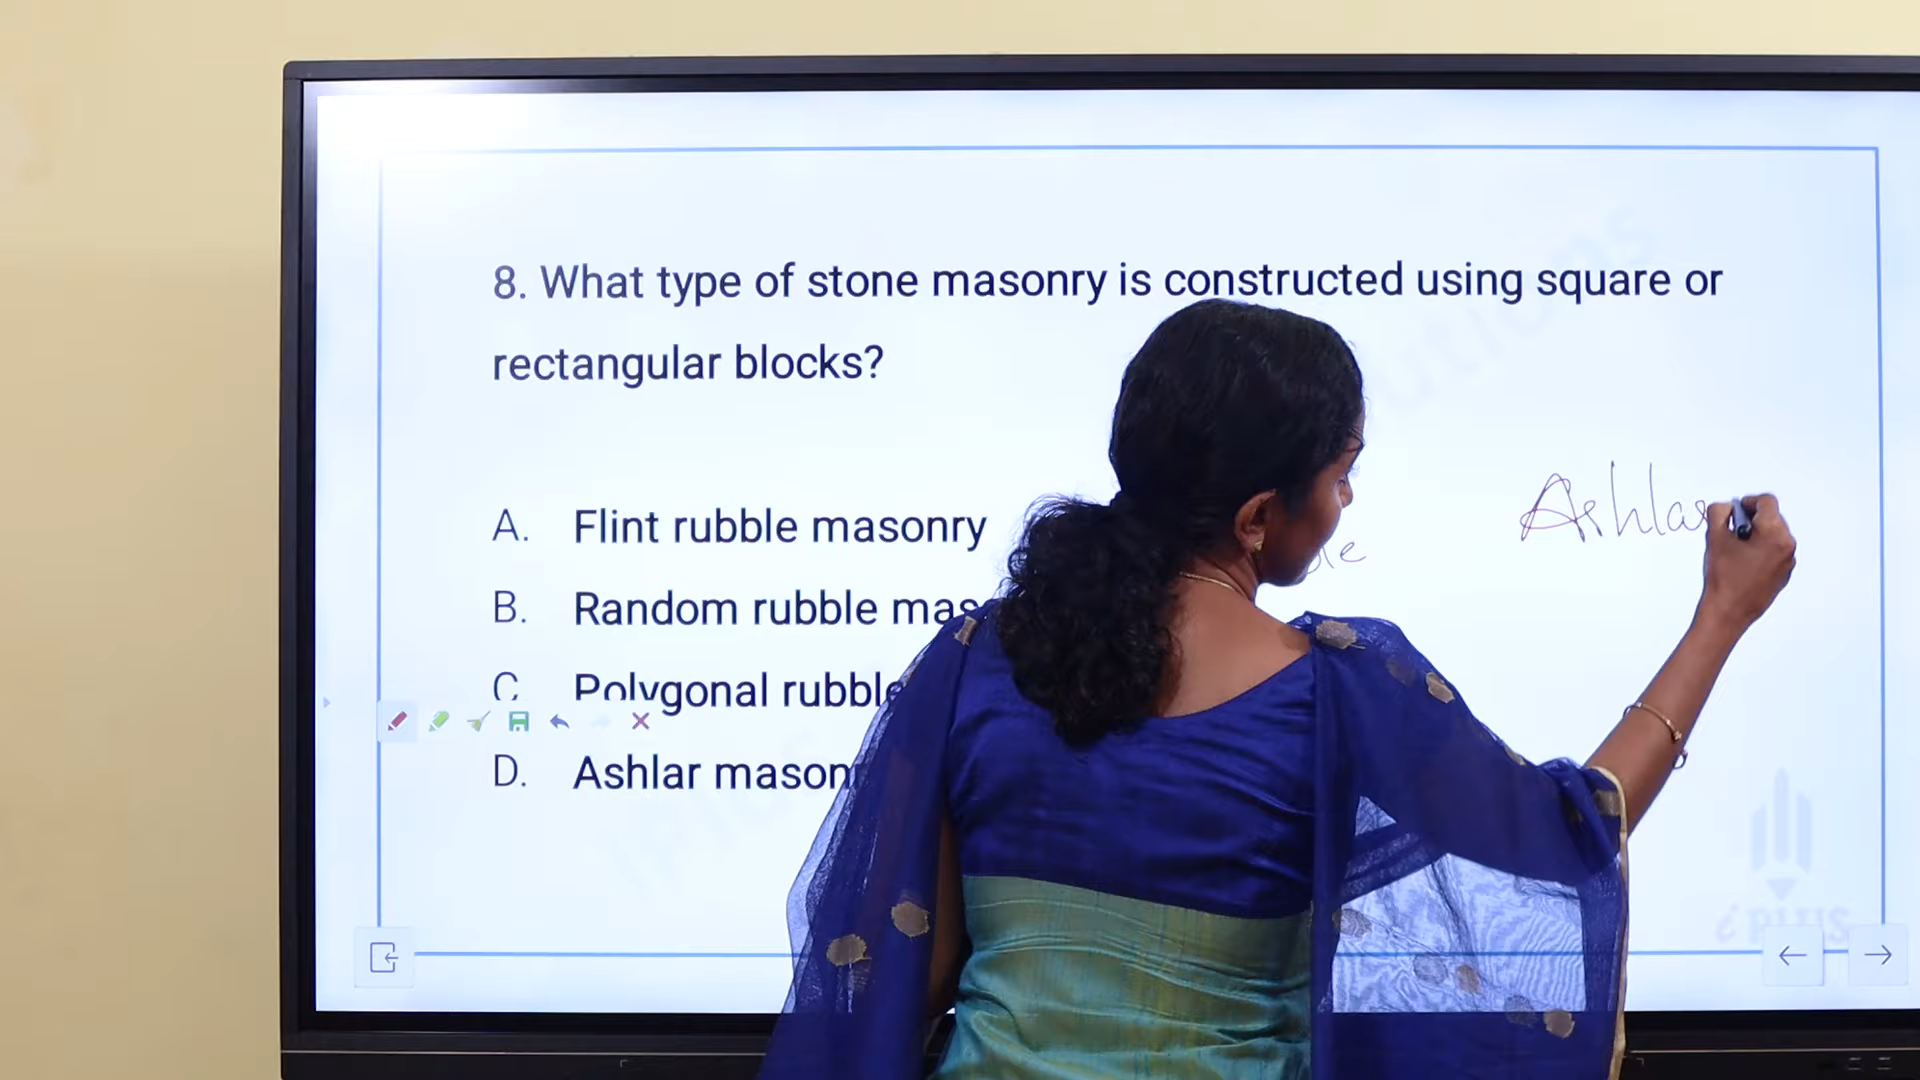 8. What type of stone masonry is constructed using square or
rectangular blocks?
A. Flint rubble masonry
Ashlar
B. Random rubble mas
C Polygonal rubble
D. Ashlar mason
i PLUS